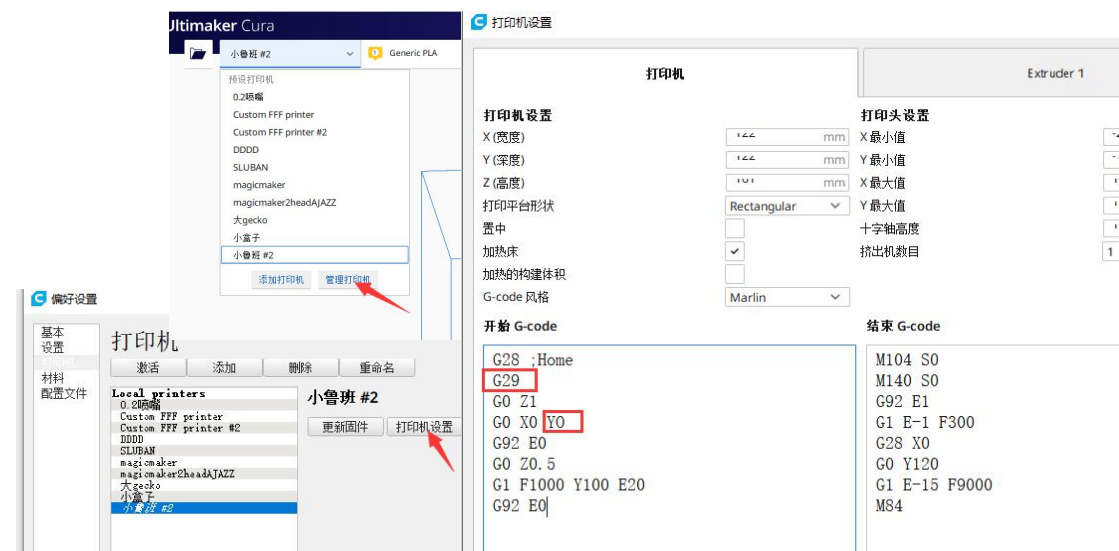 Ultimaker Cura
小鲁班 #2
Generic PLA
预设打印机
0.2喷嘴
Custom FFF printer
Custom FFF printer #2
DDDD
SLUBAN
magicmaker
magicmaker2headAJAZZ
大gecko
小盒子
小鲁班 #2
添加打印机 管理打印机
偏好设置
基本
设置
打印机
材料
配置文件
打印机
激活 添加 删除 重命名
Local printers
0.2喷嘴
Custom FFF printer
Custom FFF printer #2
DDDD
SLUBAN
magicmaker
magicmaker2headAJAZZ
大gecko
小盒子
小鲁班 #2
小鲁班 #2
更新固件 打印机设置
打印机设置
打印机
Extruder 1
打印机设置
X (宽度) mm
Y (深度) mm
Z (高度) mm
打印平台形状 Rectangular
置中
加热床
加热的构建体积
G-code 风格 Marlin
打印头设置
X 最小值
Y 最小值
X 最大值
Y 最大值
十字轴高度
挤出机数目 1
开始 G-code
G28 ;Home
G29
G0 Z1
G0 X0 Y0
G92 E0
G0 Z0.5
G1 F1000 Y100 E20
G92 E0
结束 G-code
M104 S0
M140 S0
G92 E1
G1 E-1 F300
G28 X0
G0 Y120
G1 E-15 F9000
M84